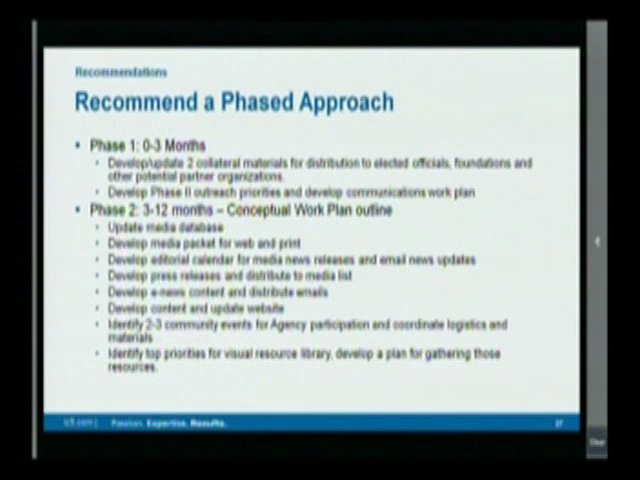 Recommendations
Recommend a Phased Approach
• Phase 1: 0-3 Months
• Develop/update 2 collateral materials for distribution to elected officials, foundations and
other potential partner organizations.
• Develop Phase II outreach priorities and develop communications work plan
• Phase 2: 3-12 months – Conceptual Work Plan outline
• Update media database
• Develop media packet for web and print
• Develop editorial calendar for media news releases and email news updates
• Develop press releases and distribute to media list
• Develop e-news content and distribute emails
• Develop content and update website
• Identify 2-3 community events for Agency participation and coordinate logistics and
materials
• Identify top priorities for visual resource library, develop a plan for gathering those
resources.
icfi.com | Passion. Expertise. Results.